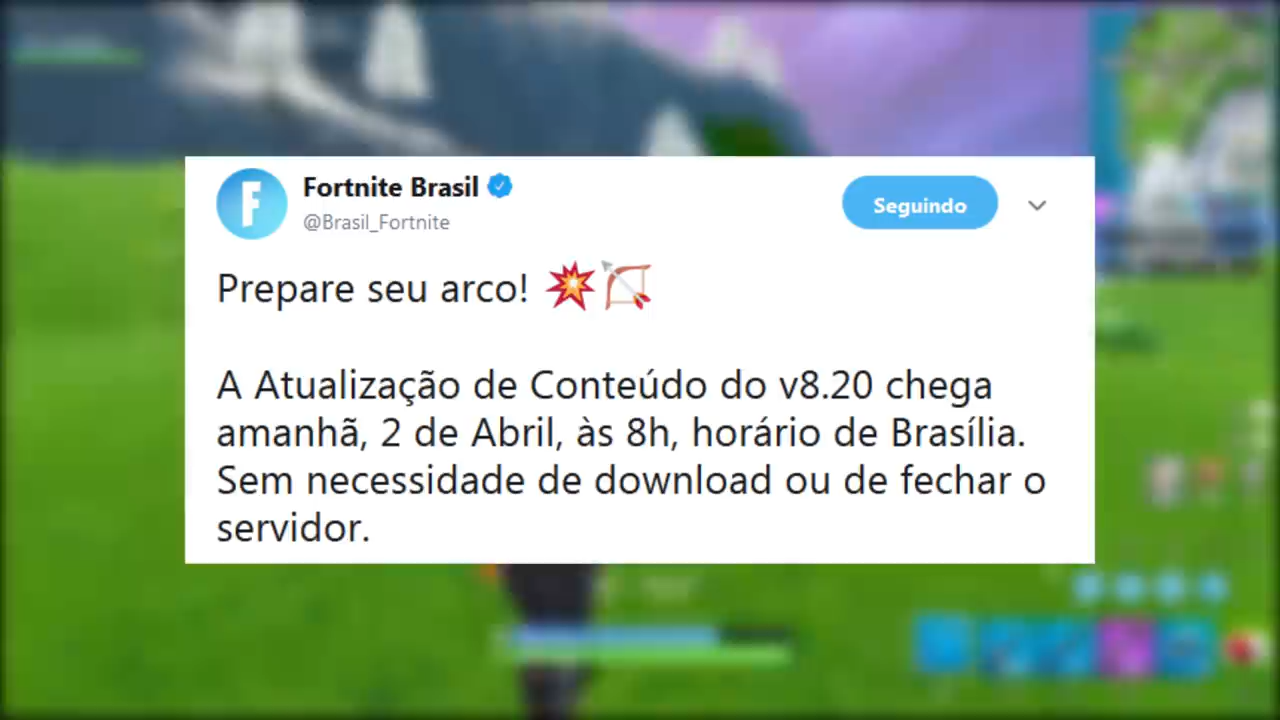 Fortnite Brasil
@Brasil_Fortnite
Seguindo
Prepare seu arco! 💥🏹
A Atualização de Conteúdo do v8.20 chega
amanhã, 2 de Abril, às 8h, horário de Brasília.
Sem necessidade de download ou de fechar o
servidor.